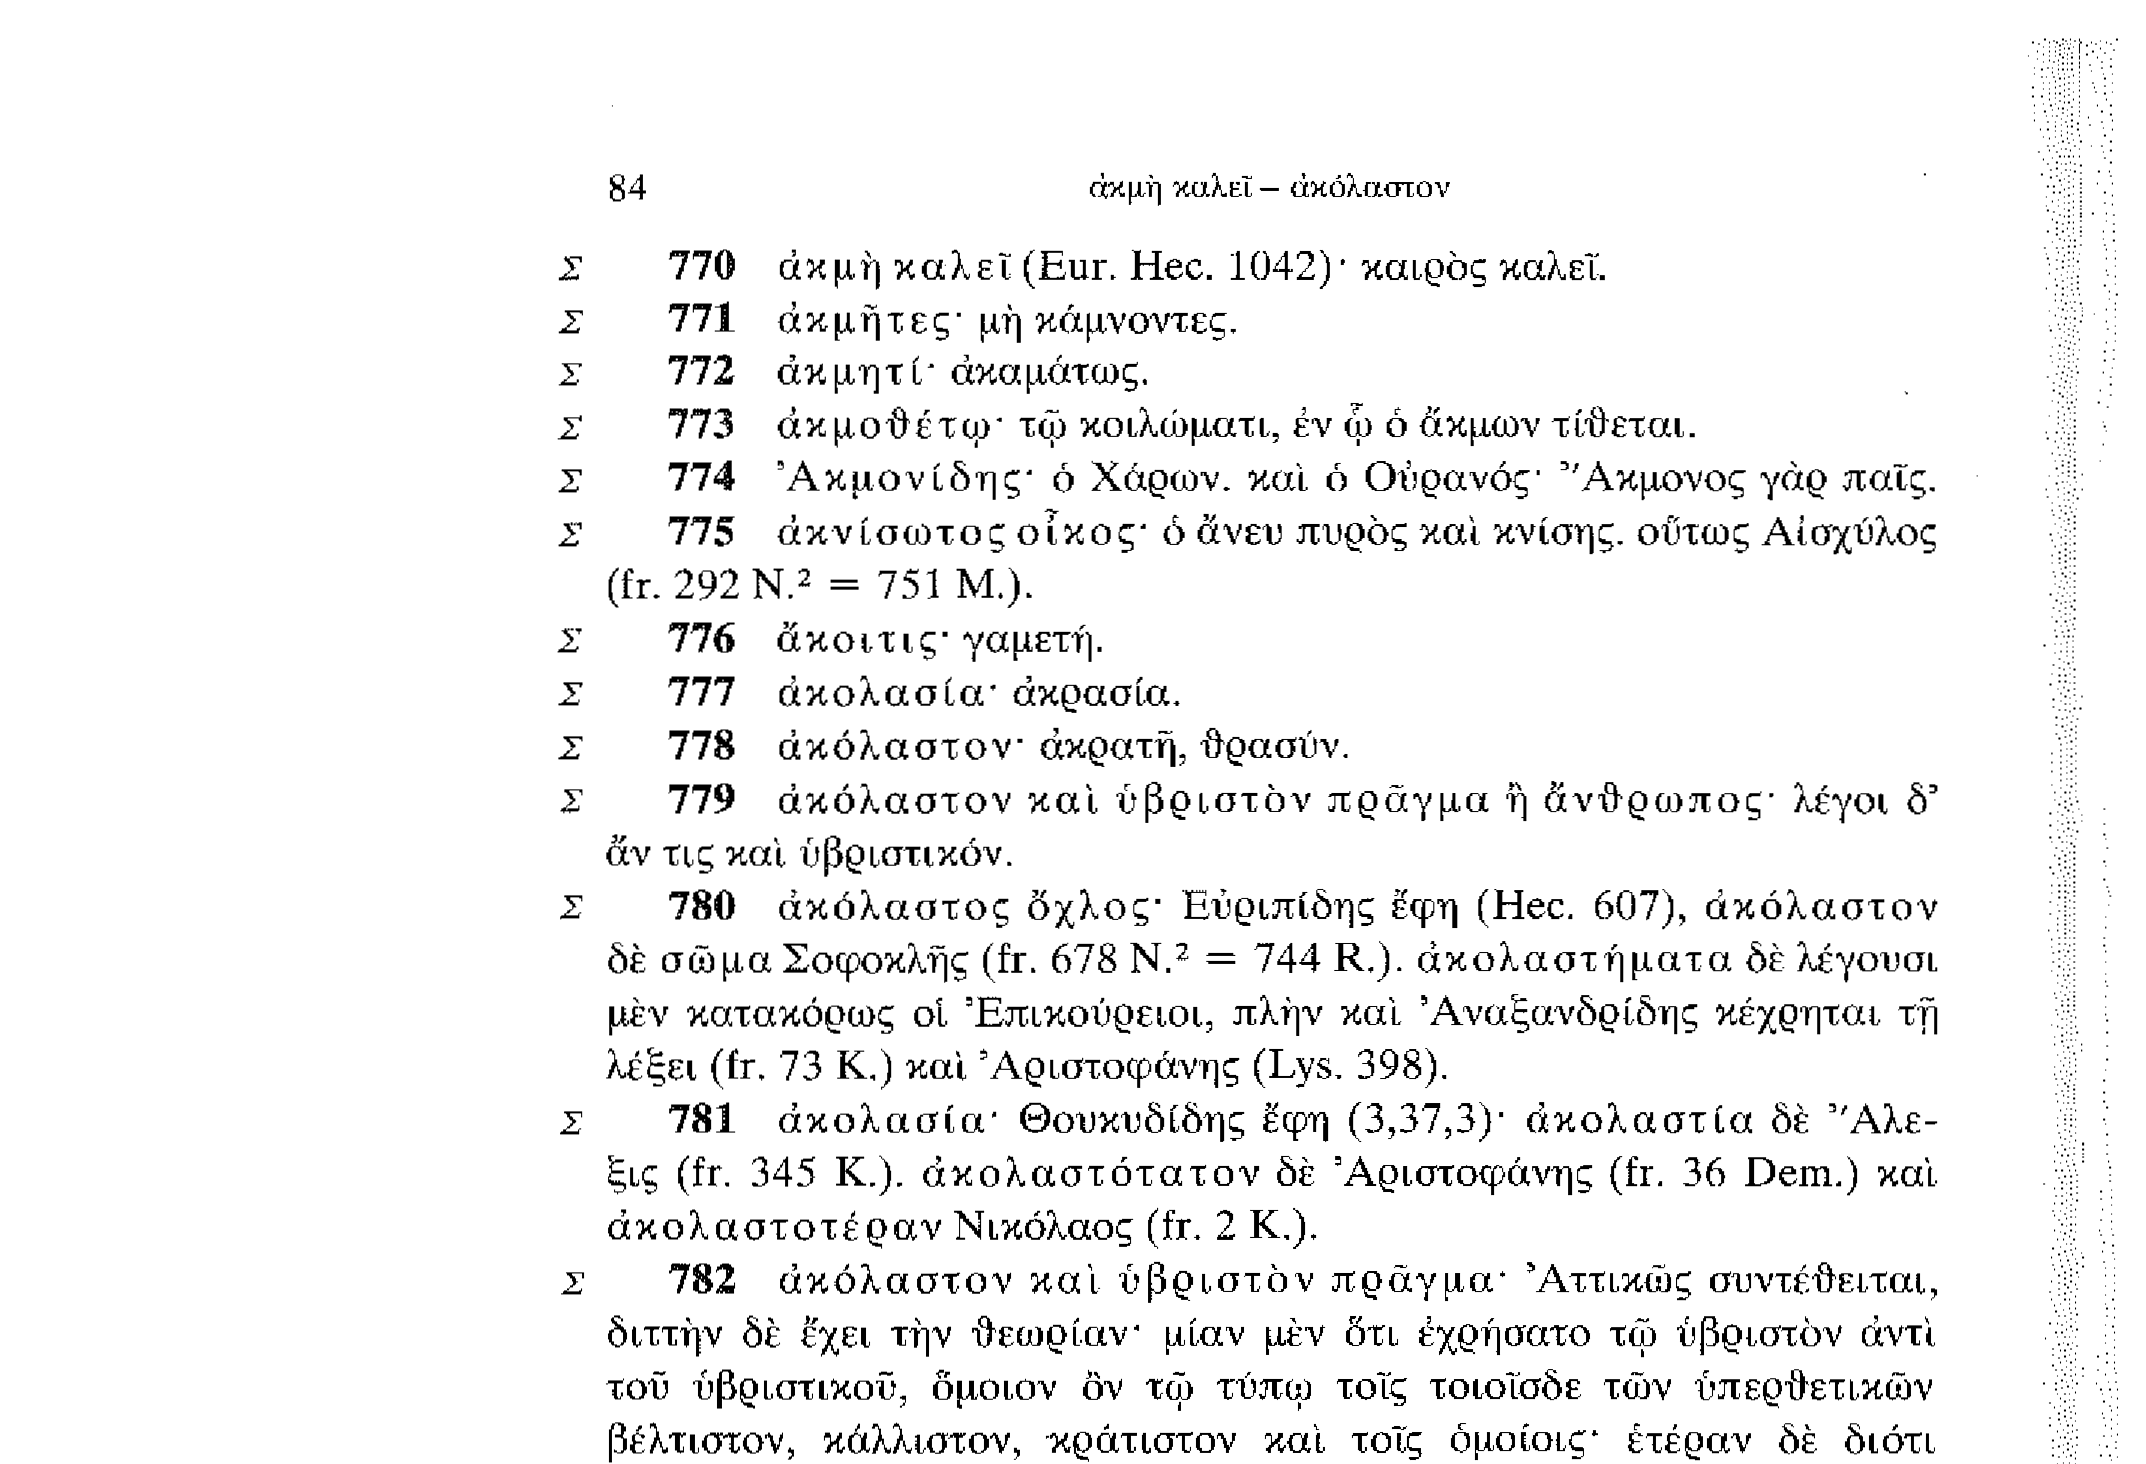 84 ἀκμὴ καλεῖ – ἀκόλαστον
Σ 770 ἀκμὴ καλεῖ (Eur. Hec. 1042)· καιρὸς καλεῖ.
Σ 771 ἀκμῆτες· μὴ κάμνοντες.
Σ 772 ἀκμητί· ἀκαμάτως.
Σ 773 ἀκμοθέτῳ· τῷ κοιλώματι, ἐν ᾧ ὁ ἄκμων τίθεται.
Σ 774 Ἀκμονίδης· ὁ Χάρων. καὶ ὁ Οὐρανός· Ἄκμονος γὰρ παῖς.
Σ 775 ἀκνίσωτος οἶκος· ὁ ἄνευ πυρὸς καὶ κνίσης. οὕτως Αἰσχύλος
(fr. 292 N.² = 751 M.).
Σ 776 ἄκοιτις· γαμετή.
Σ 777 ἀκολασία· ἀκρασία.
Σ 778 ἀκόλαστον· ἀκρατῆ, θρασύν.
Σ 779 ἀκόλαστον καὶ ὑβριστὸν πρᾶγμα ἢ ἄνθρωπος· λέγοι δ’
ἄν τις καὶ ὑβριστικόν.
Σ 780 ἀκόλαστος ὄχλος· Εὐριπίδης ἔφη (Hec. 607), ἀκόλαστον
δὲ σῶμα Σοφοκλῆς (fr. 678 N.² = 744 R.). ἀκολαστήματα δὲ λέγουσι
μὲν κατακόρως οἱ Ἐπικούρειοι, πλὴν καὶ Ἀναξανδρίδης κέχρηται τῇ
λέξει (fr. 73 K.) καὶ Ἀριστοφάνης (Lys. 398).
Σ 781 ἀκολασία· Θουκυδίδης ἔφη (3,37,3)· ἀκολαστία δὲ Ἄλε-
ξις (fr. 345 K.). ἀκολαστότατον δὲ Ἀριστοφάνης (fr. 36 Dem.) καὶ
ἀκολαστοτέραν Νικόλαος (fr. 2 K.).
Σ 782 ἀκόλαστον καὶ ὑβριστὸν πρᾶγμα· Ἀττικῶς συντέθειται,
διττὴν δὲ ἔχει τὴν θεωρίαν· μίαν μὲν ὅτι ἐχρήσατο τῷ ὑβριστὸν ἀντὶ
τοῦ ὑβριστικοῦ, ὅμοιον ὂν τῷ τύπῳ τοῖς τοιοῖσδε τῶν ὑπερθετικῶν
βέλτιστον, κάλλιστον, κράτιστον καὶ τοῖς ὁμοίοις· ἑτέραν δὲ διότι